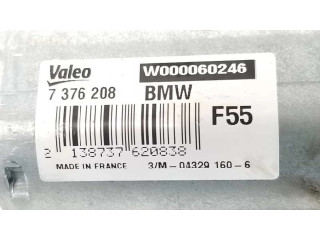 Valeo W000060246
7 376 208 BMW
F55
2 138737 620838
MADE IN FRANCE 3/M - 04329 160 - 6